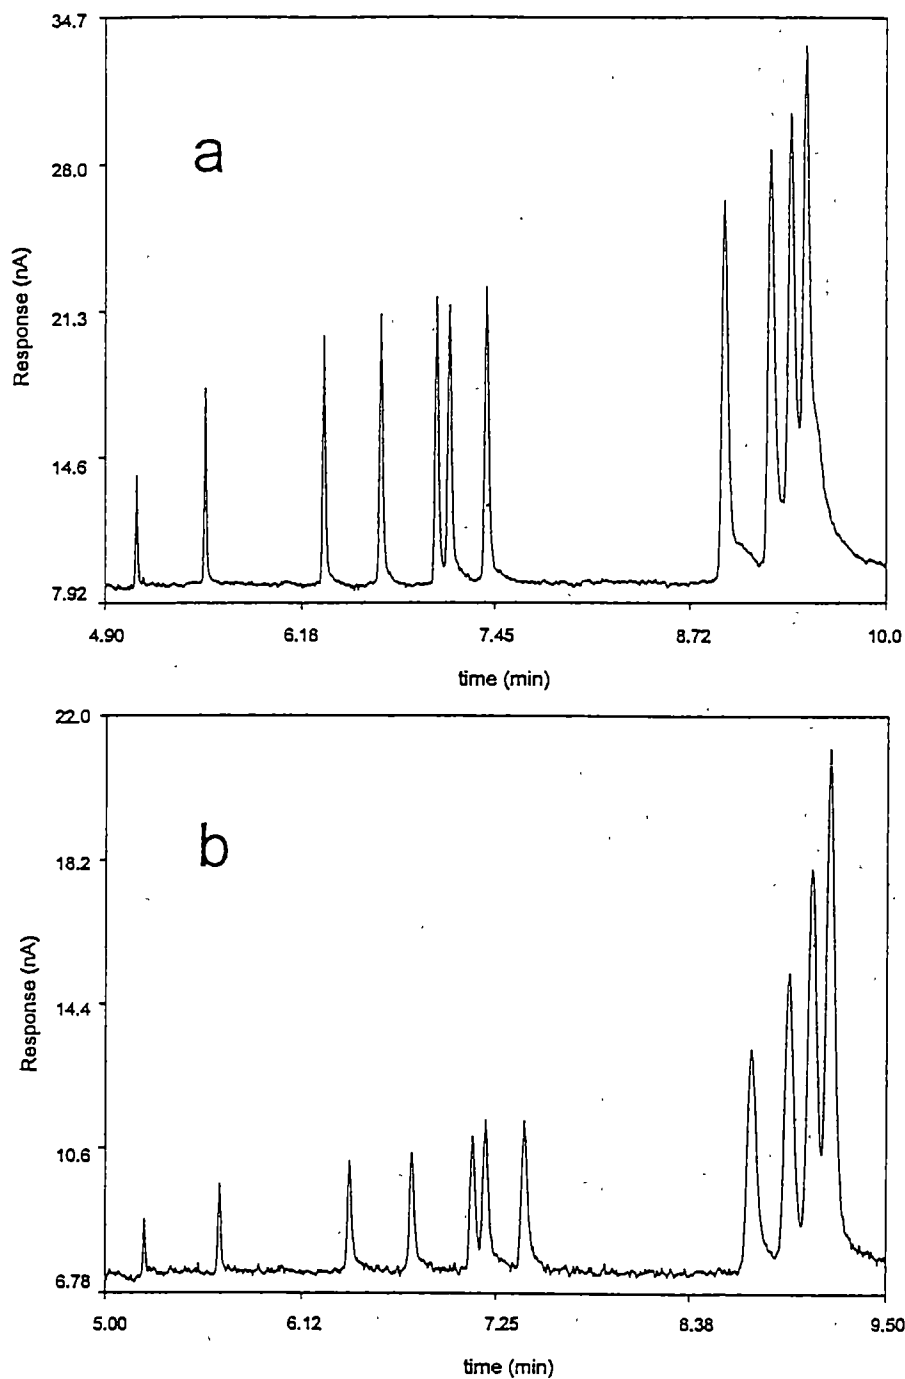 34.7
a
28.0
Response (nA)
21.3
14.6
7.92
4.90 6.18 7.45 8.72 10.0
time (min)
22.0
b
18.2
Response (nA)
14.4
10.6
6.78
5.00 6.12 7.25 8.38 9.50
time (min)